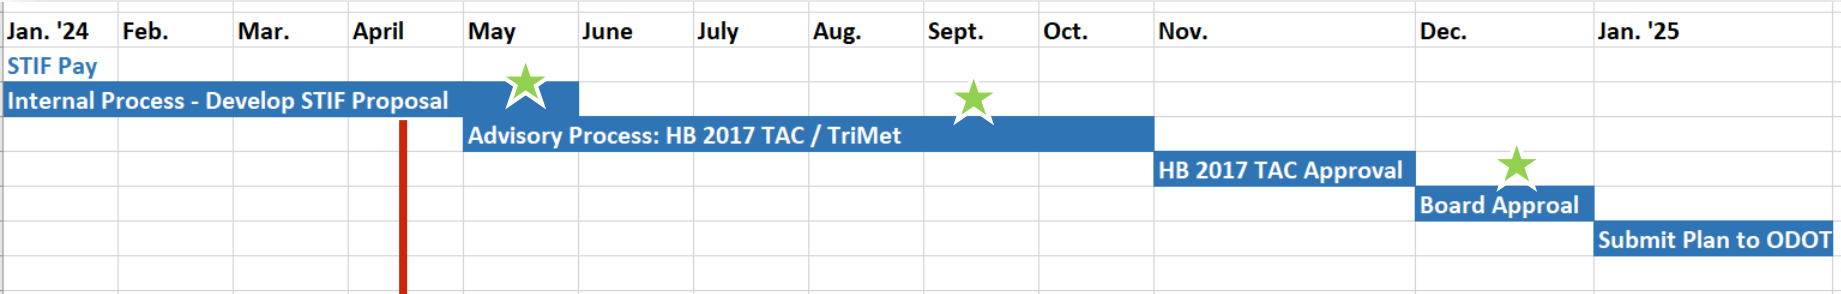 Jan. '24 Feb. Mar. April May June July Aug. Sept. Oct. Nov. Dec. Jan. '25
STIF Pay
Internal Process - Develop STIF Proposal
Advisory Process: HB 2017 TAC / TriMet
HB 2017 TAC Approval
Board Approal
Submit Plan to ODOT